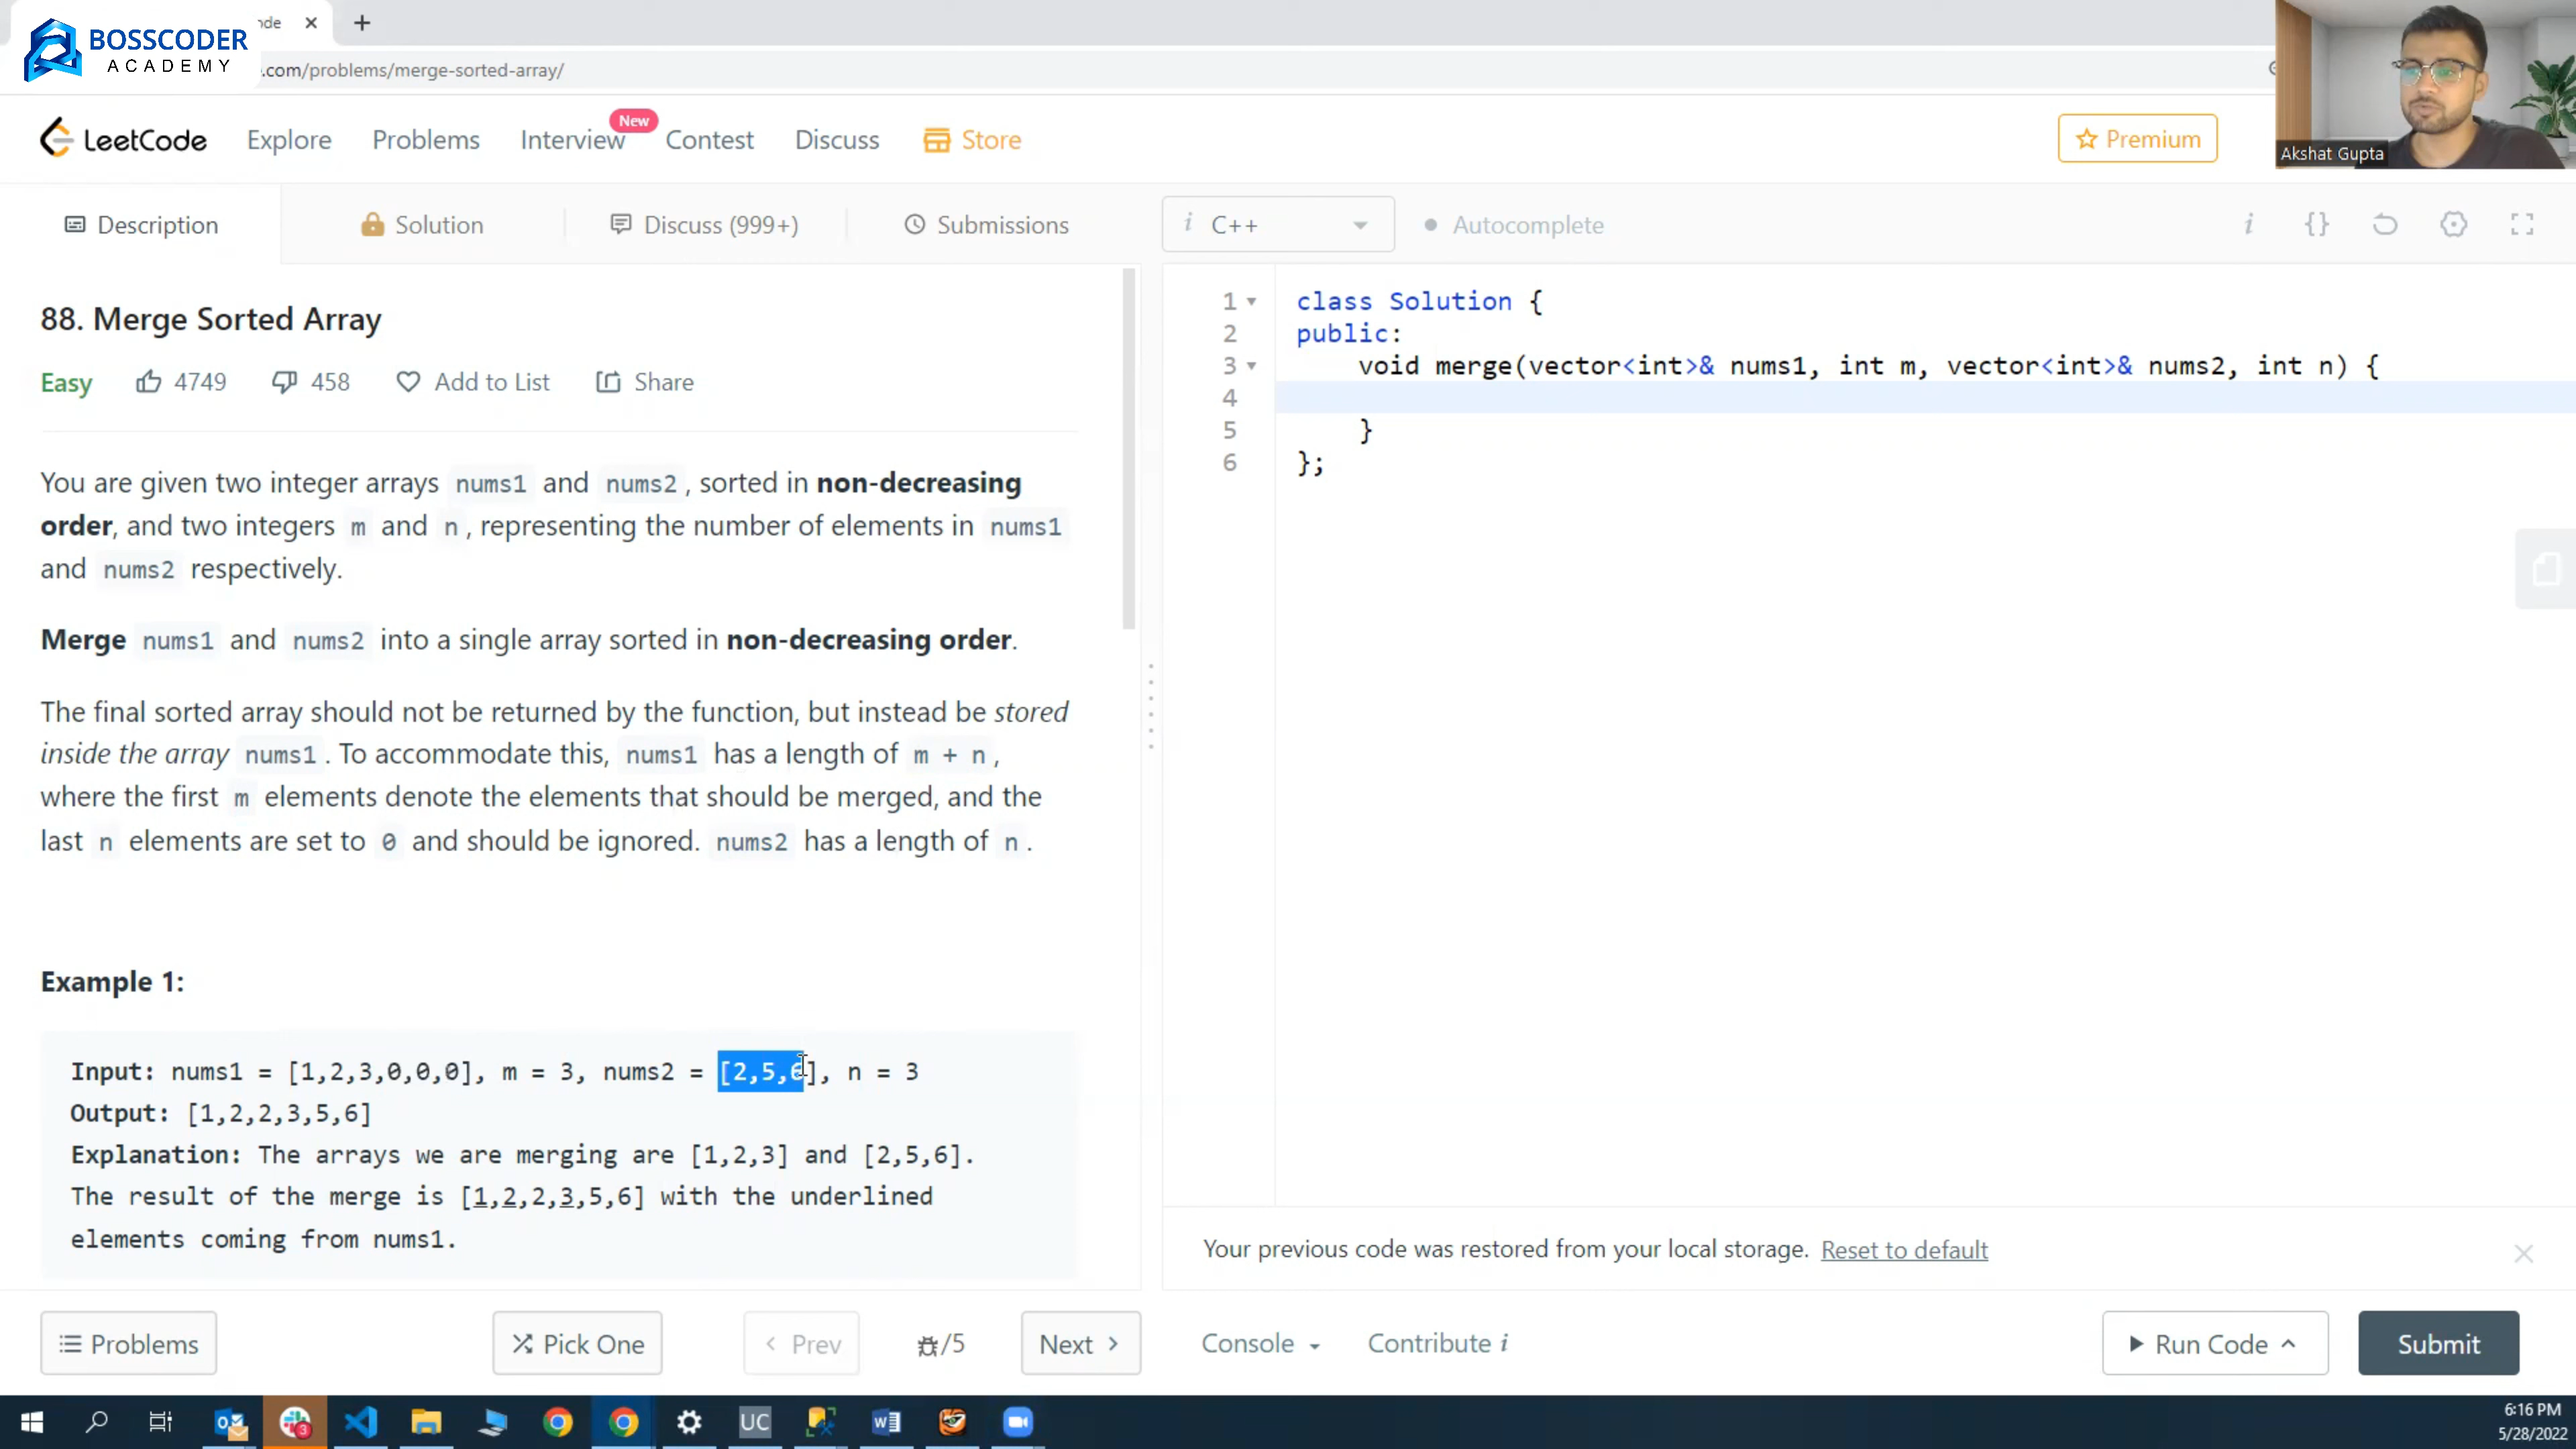 BOSSCODER
ACADEMY
ode
.com/problems/merge-sorted-array/
Akshat Gupta
LeetCode Explore Problems Interview New Contest Discuss Store Premium
Description Solution Discuss (999+) Submissions
i C++ Autocomplete i {}
88. Merge Sorted Array
Easy 4749 458 Add to List Share
You are given two integer arrays nums1 and nums2, sorted in non-decreasing
order, and two integers m and n, representing the number of elements in nums1
and nums2 respectively.
Merge nums1 and nums2 into a single array sorted in non-decreasing order.
The final sorted array should not be returned by the function, but instead be stored
inside the array nums1. To accommodate this, nums1 has a length of m + n,
where the first m elements denote the elements that should be merged, and the
last n elements are set to 0 and should be ignored. nums2 has a length of n.
Example 1:
Input: nums1 = [1,2,3,0,0,0], m = 3, nums2 = [2,5,6], n = 3
Output: [1,2,2,3,5,6]
Explanation: The arrays we are merging are [1,2,3] and [2,5,6].
The result of the merge is [1,2,2,3,5,6] with the underlined
elements coming from nums1.
1 class Solution {
2 public:
3 void merge(vector<int>& nums1, int m, vector<int>& nums2, int n) {
4
5 }
6 };
Your previous code was restored from your local storage. Reset to default
Problems Pick One Prev /5 Next
Console Contribute i Run Code Submit
3 UC
6:16 PM
5/28/2022